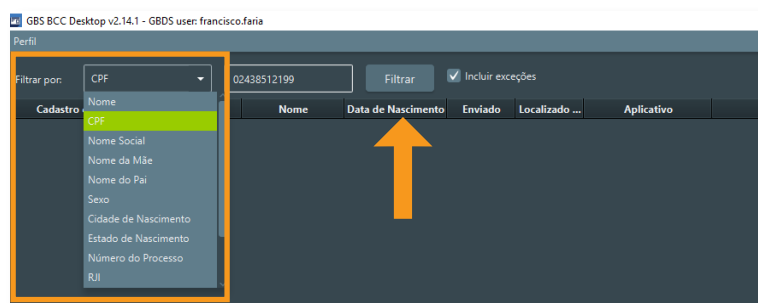 GBS BCC Desktop v2.14.1 - GBDS user: francisco.faria
Perfil
Filtrar por: CPF 02438512199 Filtrar Incluir exceções
Cadastro Nome Data de Nascimento Enviado Localizado ... Aplicativo
Nome
CPF
Nome Social
Nome da Mãe
Nome do Pai
Sexo
Cidade de Nascimento
Estado de Nascimento
Número do Processo
RJI